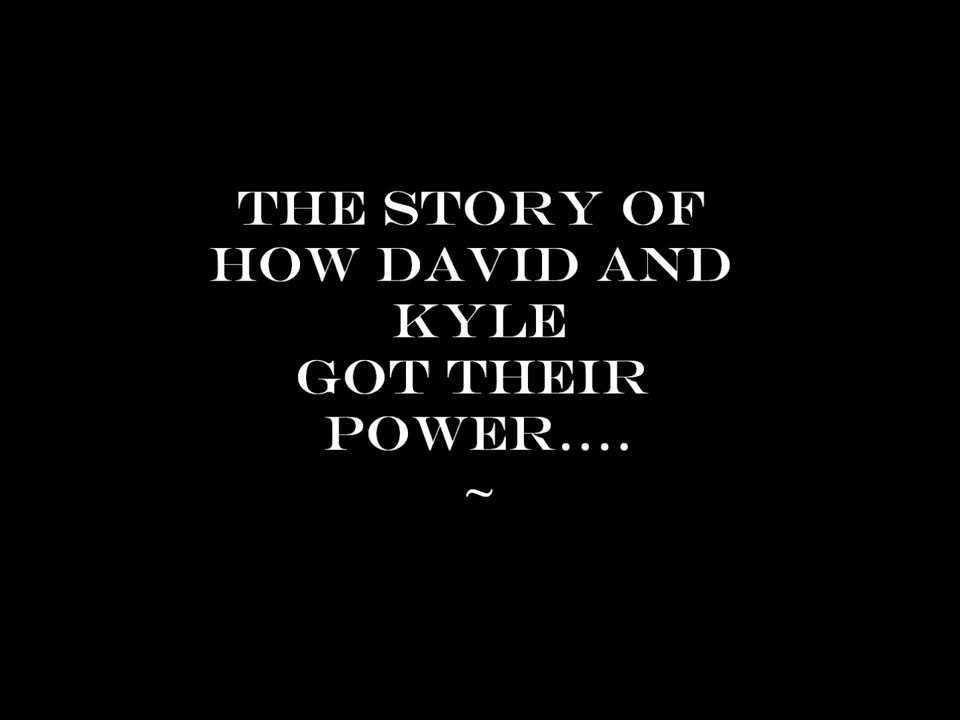 THE STORY OF
HOW DAVID AND
KYLE
GOT THEIR
POWER....
~